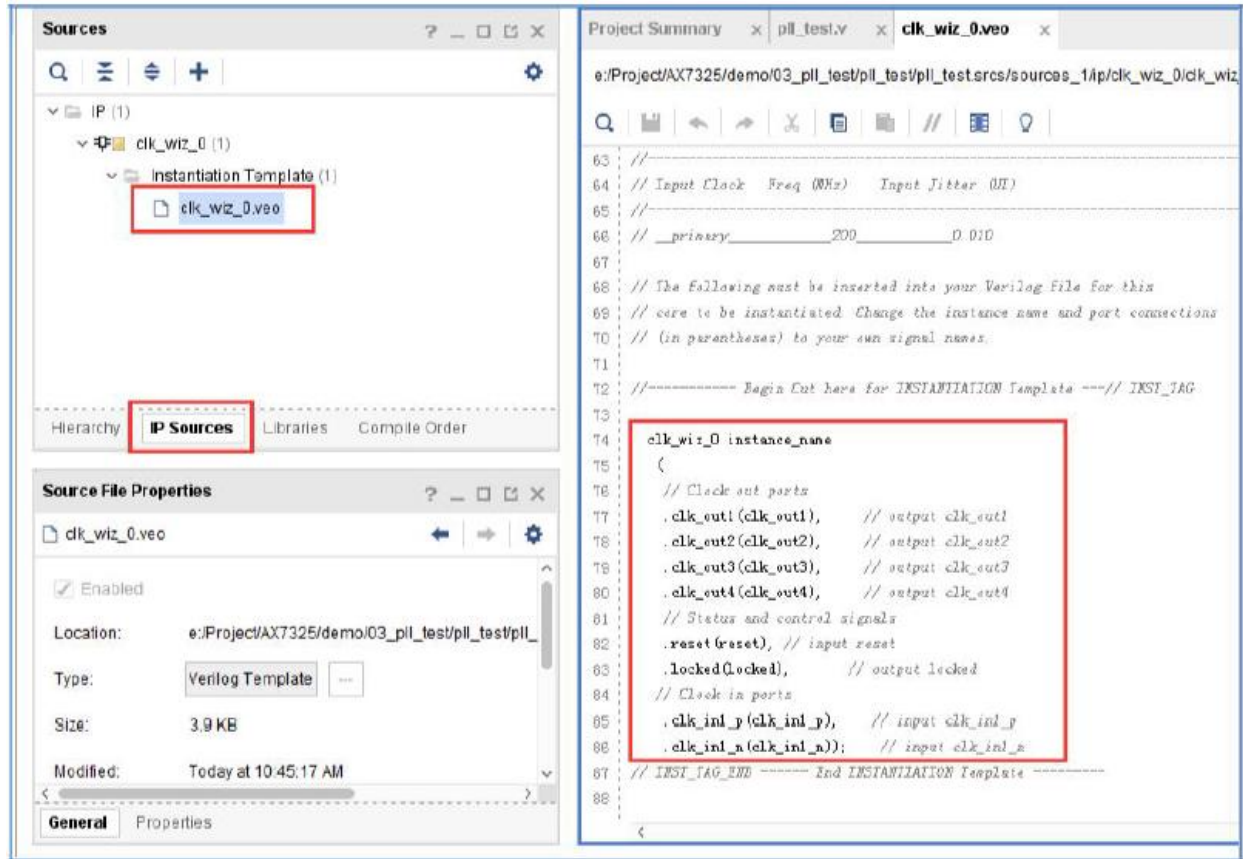 Sources
IP (1)
clk_wiz_0 (1)
Instantiation Template (1)
clk_wiz_0.veo
Hierarchy IP Sources Libraries Compile Order
Source File Properties
clk_wiz_0.veo
Enabled
Location: e:/Project/AX7325/demo/03_pll_test/pll_test/pll_
Type: Verilog Template ...
Size: 3.9 KB
Modified: Today at 10:45:17 AM
General Properties
Project Summary x pll_test.v x clk_wiz_0.veo x
e:/Project/AX7325/demo/03_pll_test/pll_test/pll_test.srcs/sources_1/ip/clk_wiz_0/clk_wiz_
63 //----------------------------------------------------------------------------
64 // Input Clock Freq (MHz) Input Jitter (UI)
65 //----------------------------------------------------------------------------
66 // __primary_____________200____________0.010
67
68 // The following must be inserted into your Verilog file for this
69 // core to be instantiated. Change the instance name and port connections
70 // (in parentheses) to your own signal names.
71
72 //----------- Begin Cut here for INSTANTIATION Template ---// INST_TAG
73
74 clk_wiz_0 instance_name
75 (
76 // Clock out ports
77 .clk_out1(clk_out1), // output clk_out1
78 .clk_out2(clk_out2), // output clk_out2
79 .clk_out3(clk_out3), // output clk_out3
80 .clk_out4(clk_out4), // output clk_out4
81 // Status and control signals
82 .reset(reset), // input reset
83 .locked(locked), // output locked
84 // Clock in ports
85 .clk_in1_p(clk_in1_p), // input clk_in1_p
86 .clk_in1_n(clk_in1_n)); // input clk_in1_n
87 // INST_TAG_END ------ End INSTANTIATION Template ---------
88